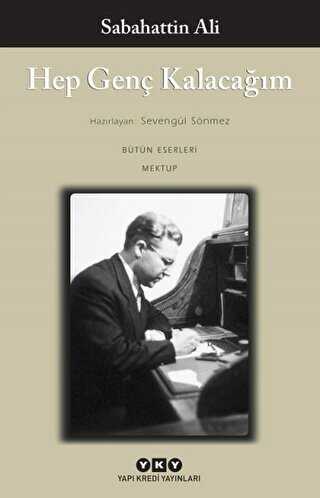 Sabahattin Ali
Hep Genç Kalacağım
Hazırlayan: Sevengül Sönmez
BÜTÜN ESERLERİ
MEKTUP
YKY
YAPI KREDİ YAYINLARI